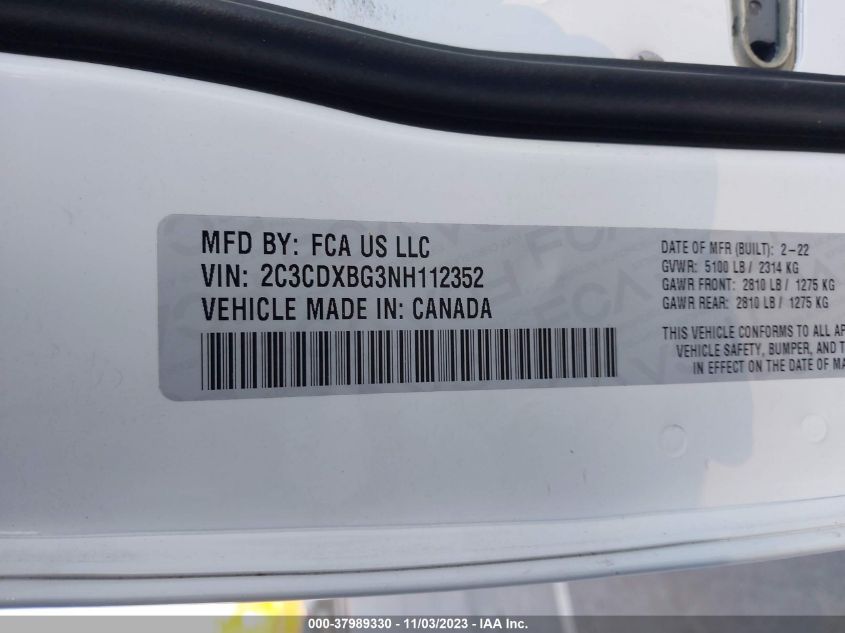 MFD BY: FCA US LLC
VIN: 2C3CDXBG3NH112352
VEHICLE MADE IN: CANADA
DATE OF MFR (BUILT): 2-22
GVWR: 5100 LB / 2314 KG
GAWR FRONT: 2810 LB / 1275 KG
GAWR REAR: 2810 LB / 1275 KG
THIS VEHICLE CONFORMS TO ALL
VEHICLE SAFETY, BUMPER, AND
IN EFFECT ON THE DATE OF
000-37989330 - 11/03/2023 - IAA Inc.